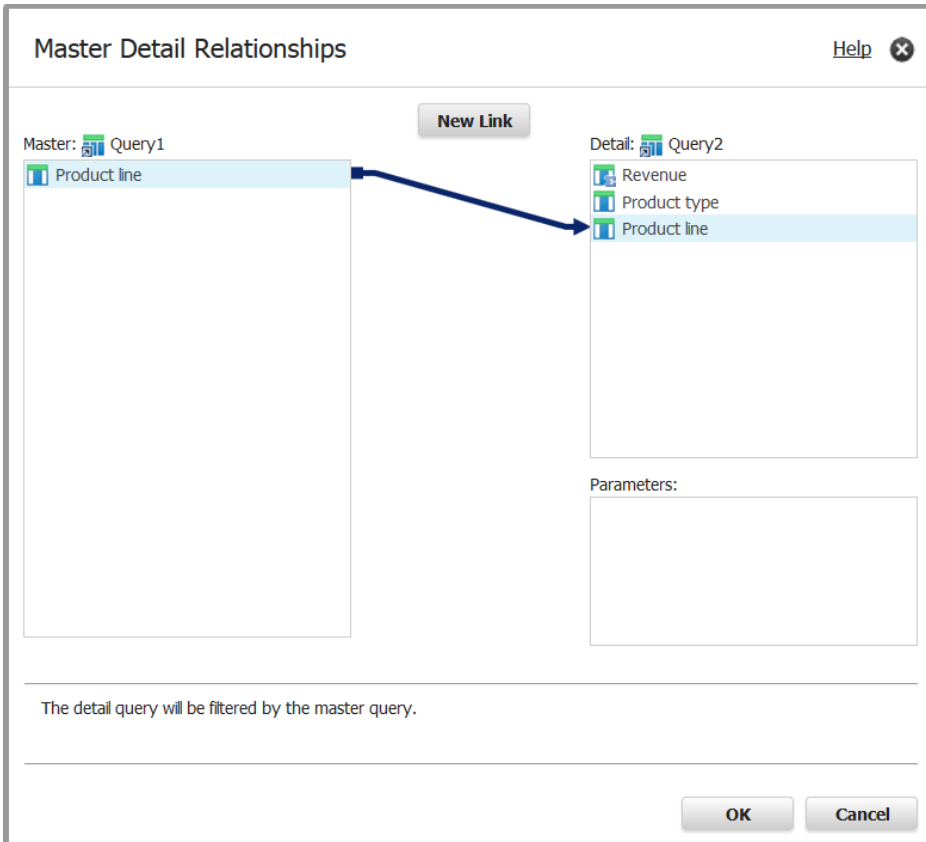 Master Detail Relationships
Help
New Link
Master: Query1
Detail: Query2
Product line
Revenue
Product type
Product line
Parameters:
The detail query will be filtered by the master query.
OK
Cancel